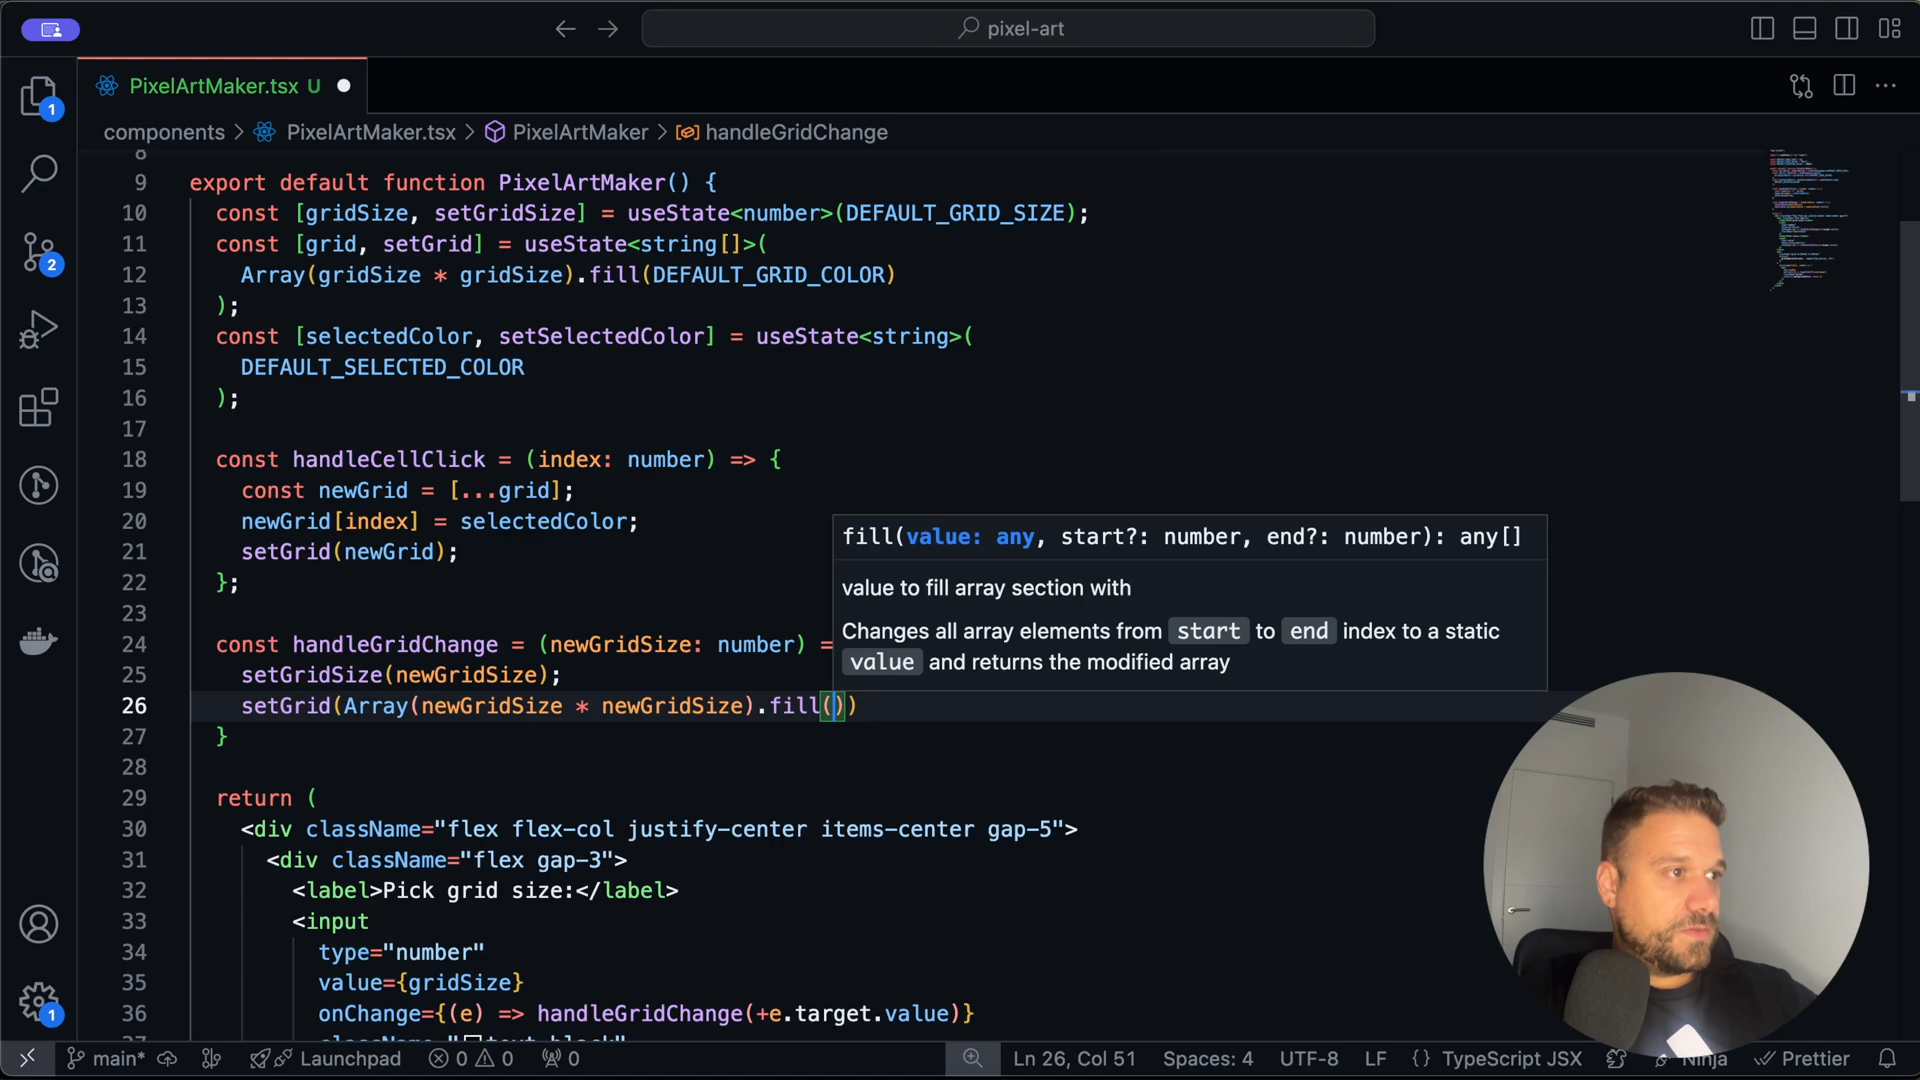 pixel-art
PixelArtMaker.tsx U
1
components > PixelArtMaker.tsx > PixelArtMaker > handleGridChange
8
9 export default function PixelArtMaker() {
10 const [gridSize, setGridSize] = useState<number>(DEFAULT_GRID_SIZE);
11 const [grid, setGrid] = useState<string[]>(
12 Array(gridSize * gridSize).fill(DEFAULT_GRID_COLOR)
13 );
14 const [selectedColor, setSelectedColor] = useState<string>(
15 DEFAULT_SELECTED_COLOR
16 );
17
18 const handleCellClick = (index: number) => {
19 const newGrid = [...grid];
20 newGrid[index] = selectedColor;
21 setGrid(newGrid);
22 };
23
24 const handleGridChange = (newGridSize: number) =
25 setGridSize(newGridSize);
26 setGrid(Array(newGridSize * newGridSize).fill())
27 }
28
29 return (
30 <div className="flex flex-col justify-center items-center gap-5">
31 <div className="flex gap-3">
32 <label>Pick grid size:</label>
33 <input
34 type="number"
35 value={gridSize}
36 onChange={(e) => handleGridChange(+e.target.value)}
fill(value: any, start?: number, end?: number): any[]
value to fill array section with
Changes all array elements from start to end index to a static
value and returns the modified array
2
1
main* Launchpad 0 0 0 Ln 26, Col 51 Spaces: 4 UTF-8 LF {} TypeScript JSX Ninja Prettier